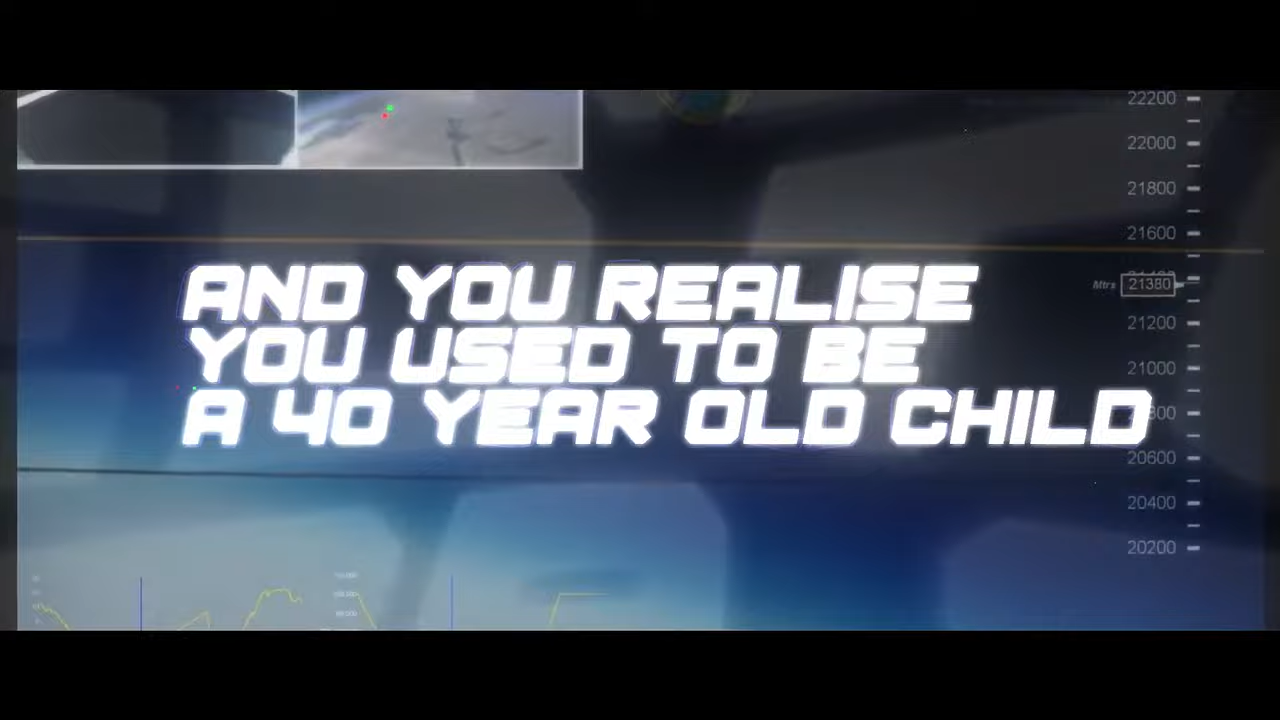 22200
22000
21800
21600
AND YOU REALISE
Mtrs 21380
21200
YOU USED TO BE
21000
A 40 YEAR OLD CHILD
20600
20400
20200